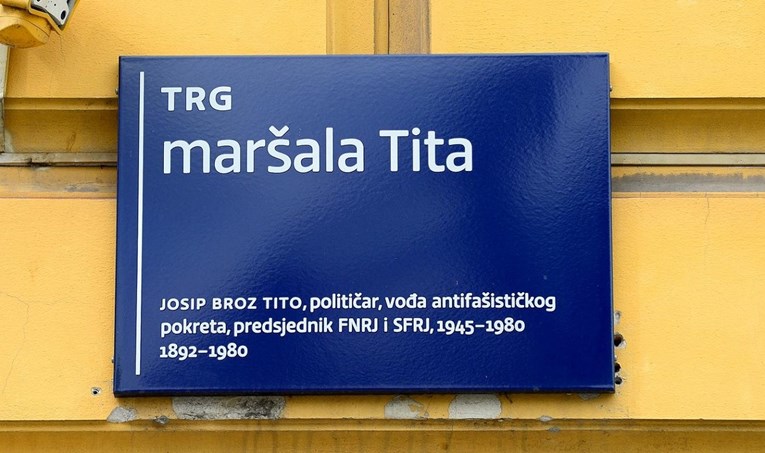 TRG
maršala Tita
JOSIP BROZ TITO, političar, vođa antifašističkog
pokreta, predsjednik FNRJ i SFRJ, 1945–1980
1892–1980